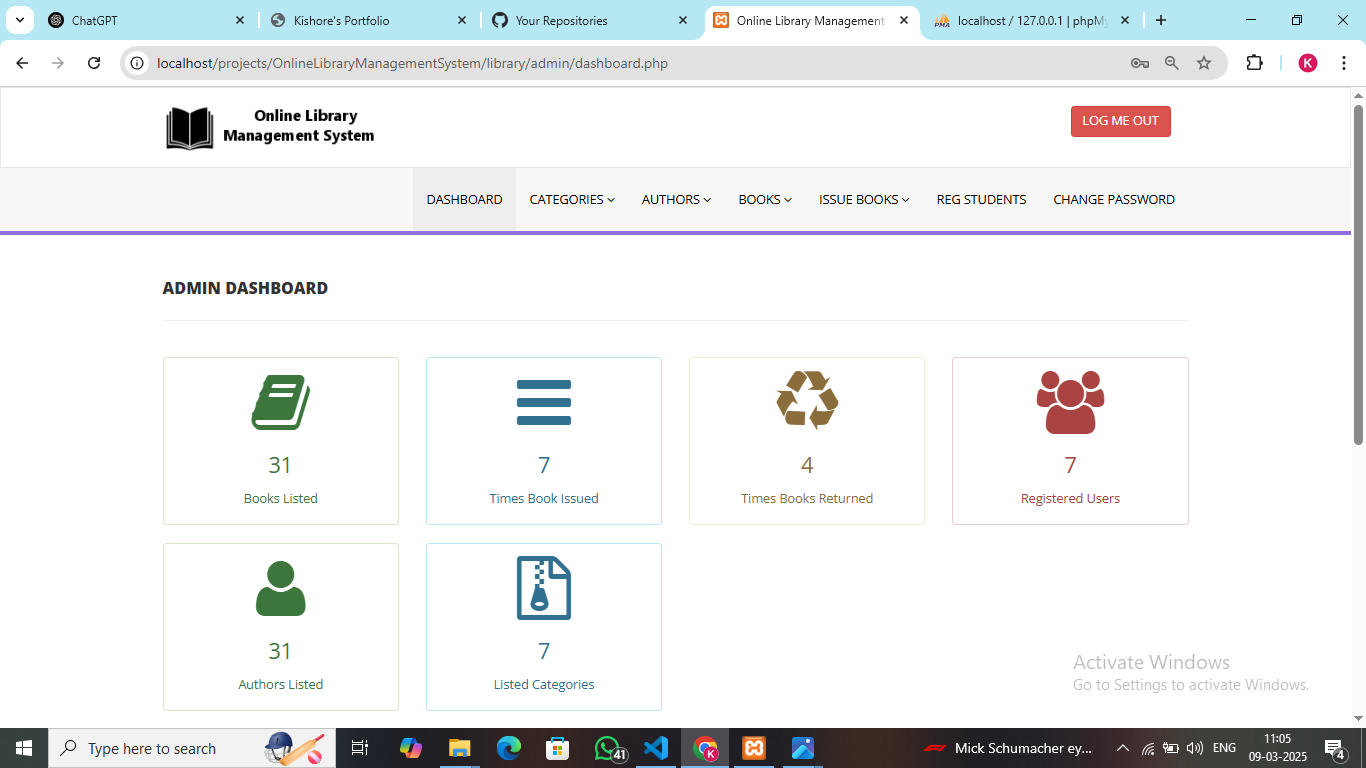 ChatGPT
Kishore's Portfolio
Your Repositories
Online Library Management
localhost / 127.0.0.1 | phpMy
localhost/projects/OnlineLibraryManagementSystem/library/admin/dashboard.php
K
Online Library
Management System
LOG ME OUT
DASHBOARD
CATEGORIES
AUTHORS
BOOKS
ISSUE BOOKS
REG STUDENTS
CHANGE PASSWORD
ADMIN DASHBOARD
31
Books Listed
7
Times Book Issued
4
Times Books Returned
7
Registered Users
31
Authors Listed
7
Listed Categories
Activate Windows
Go to Settings to activate Windows.
Type here to search
41
K
Mick Schumacher ey...
ENG
11:05
09-03-2025
4